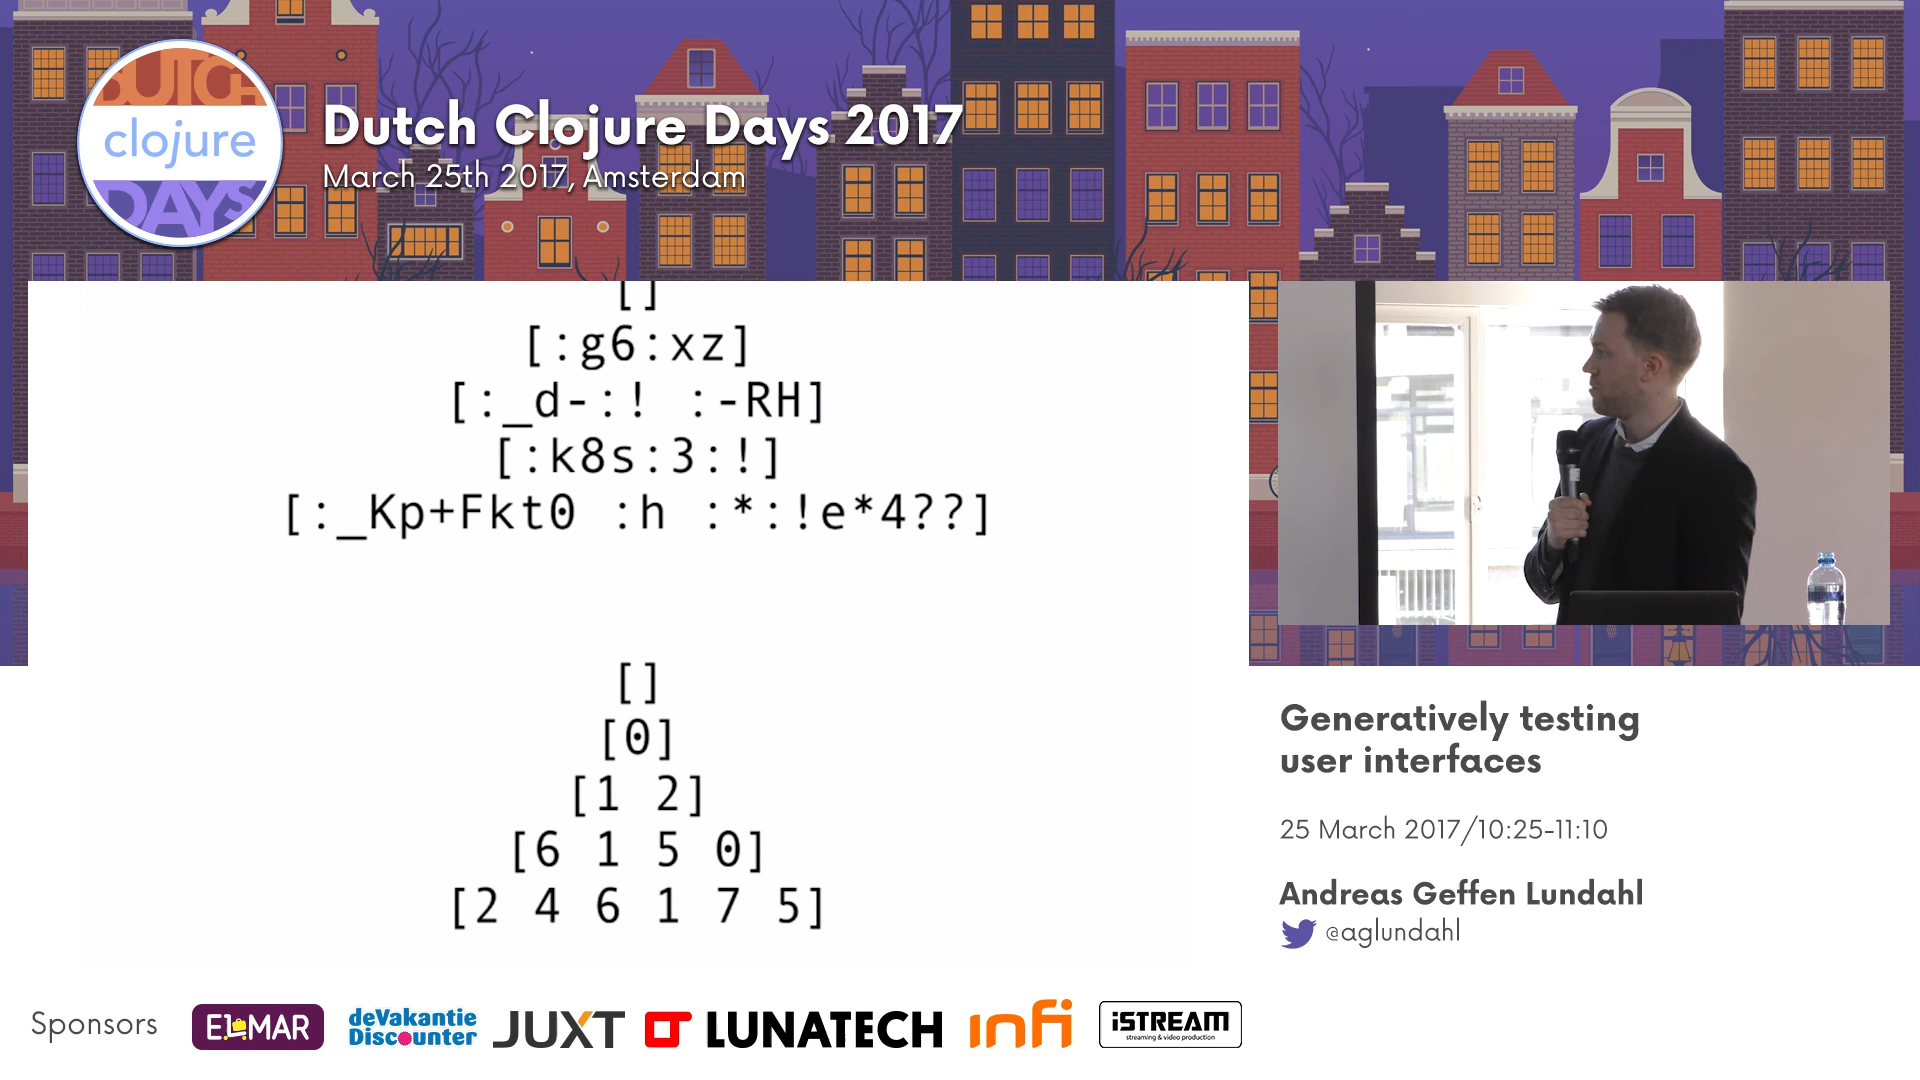 DUTCH
clojure
DAYS
Dutch Clojure Days 2017
March 25th 2017, Amsterdam
[]
[:g6:xz]
[:_d-:! :-RH]
[:k8s:3:!]
[:_Kp+Fkt0 :h :*:!e*4??]
[]
[0]
[1 2]
[6 1 5 0]
[2 4 6 1 7 5]
Generatively testing
user interfaces
25 March 2017/10:25-11:10
Andreas Geffen Lundahl
@aglundahl
Sponsors
ELMAR
deVakantie
Discounter
JUXT
LUNATECH
infi
iSTREAM
streaming & video production